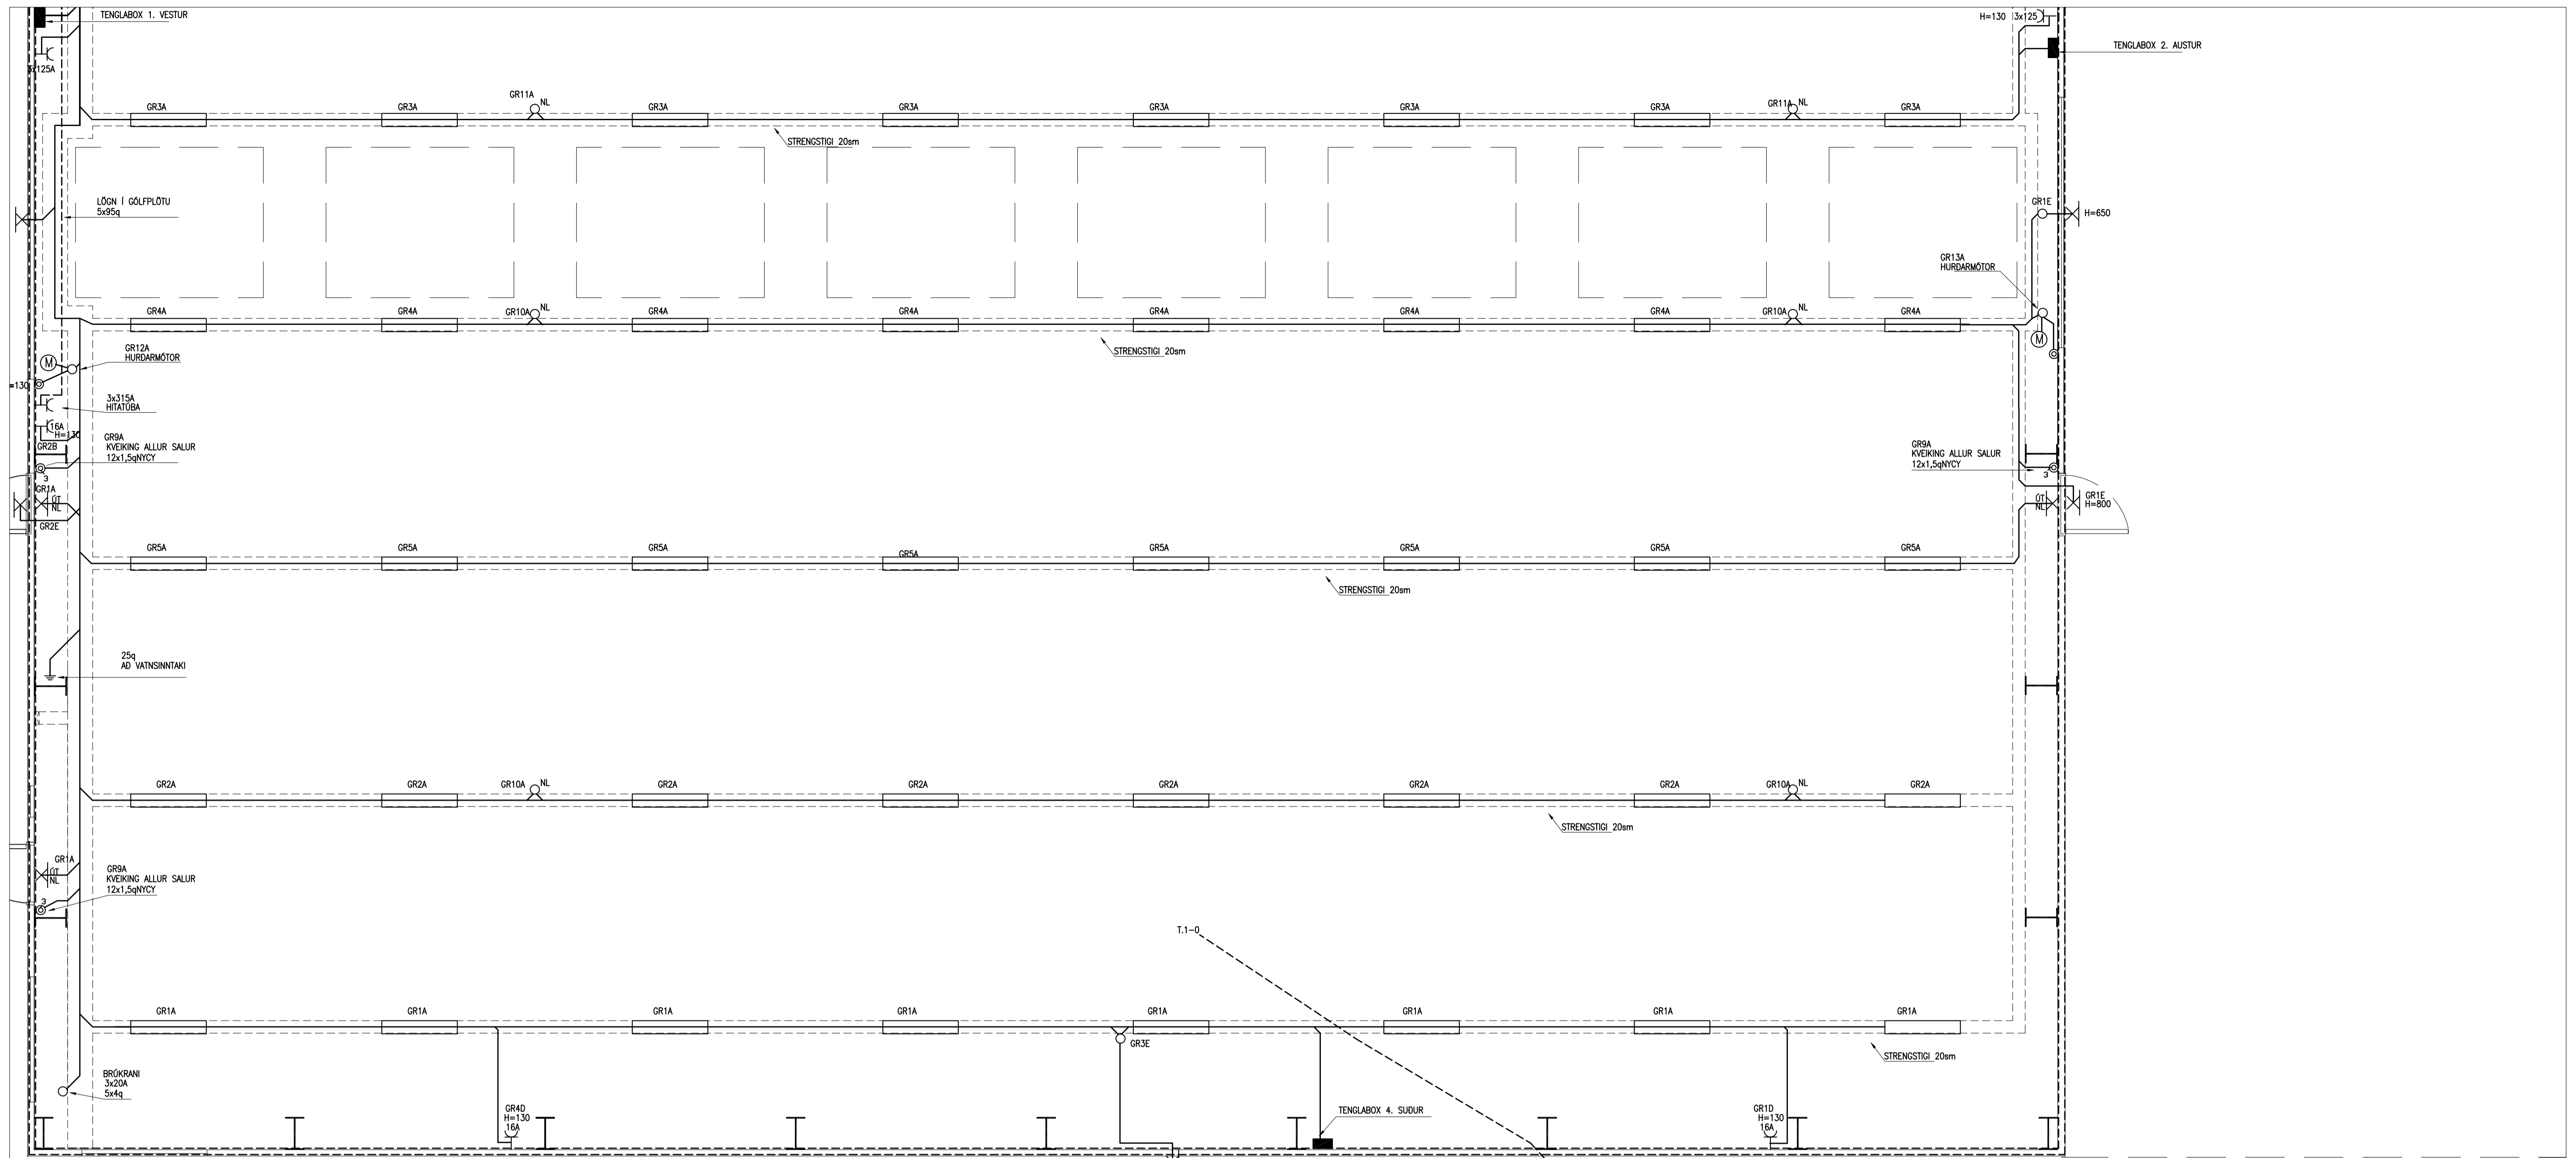 TENGLABOX 1. VESTUR
H=130 3x125
TENGLABOX 2. AUSTUR
3x125A
GR11A NL
GR11A NL
GR3A GR3A GR3A GR3A GR3A GR3A GR3A GR3A
STRENGSTIGI 20sm
LÖGN Í GÓLFPLÖTU
5x95q
GR1E
H=650
GR13A
HURDARMÓTOR
GR4A GR4A GR4A GR4A GR4A GR4A GR4A GR4A
GR10A NL
GR10A NL
M
STRENGSTIGI 20sm
GR12A
HURDARMÓTOR
M
=130
3x315A
HITATÚBA
16A
H=130
GR2B
GR9A
KVEIKING ALLUR SALUR
12x1,5qNYCY
3
GR9A
KVEIKING ALLUR SALUR
12x1,5qNYCY
3
GR1A
ÚT
NL
GR2E
ÚT
NL
GR1E
H=800
GR5A GR5A GR5A GR5A GR5A GR5A GR5A GR5A
STRENGSTIGI 20sm
25q
AD VATNSINNTAKI
GR2A GR2A GR2A GR2A GR2A GR2A GR2A GR2A
GR10A NL
GR10A NL
STRENGSTIGI 20sm
GR1A
ÚT
NL
GR9A
KVEIKING ALLUR SALUR
12x1,5qNYCY
3
T.1-0
GR1A GR1A GR1A GR1A GR1A GR1A GR1A GR1A
GR3E
STRENGSTIGI 20sm
BRÚKRANI
3x20A
5x4q
GR4D
H=130
16A
TENGLABOX 4. SUDUR
GR1D
H=130
16A